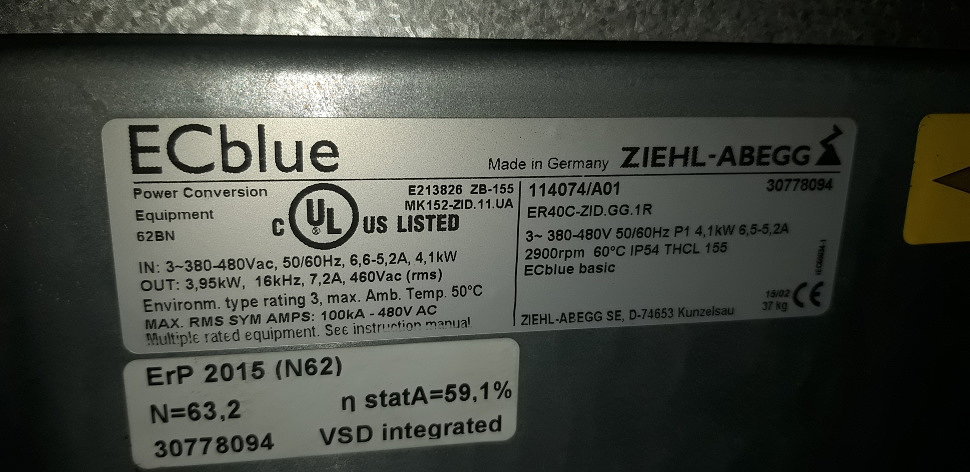 ECblue
Made in Germany ZIEHL-ABEGG
Power Conversion
Equipment
62BN
C UL US LISTED
E213826 ZB-155
MK152-ZID.11.UA
IN: 3~380-480Vac, 50/60Hz, 6,6-5,2A, 4,1kW
OUT: 3,95kW, 16kHz, 7,2A, 460Vac (rms)
Environm. type rating 3, max. Amb. Temp. 50°C
MAX. RMS SYM AMPS: 100kA - 480V AC
Multiple rated equipment. See instruction manual
114074/A01 30778094
ER40C-ZID.GG.1R
3~ 380-480V 50/60Hz P1 4,1kW 6,5-5,2A
2900rpm 60°C IP54 THCL 155
ECblue basic
15/02
37 kg
CE
ZIEHL-ABEGG SE, D-74653 Kunzelsau
ErP 2015 (N62)
N=63,2 η statA=59,1%
30778094 VSD integrated